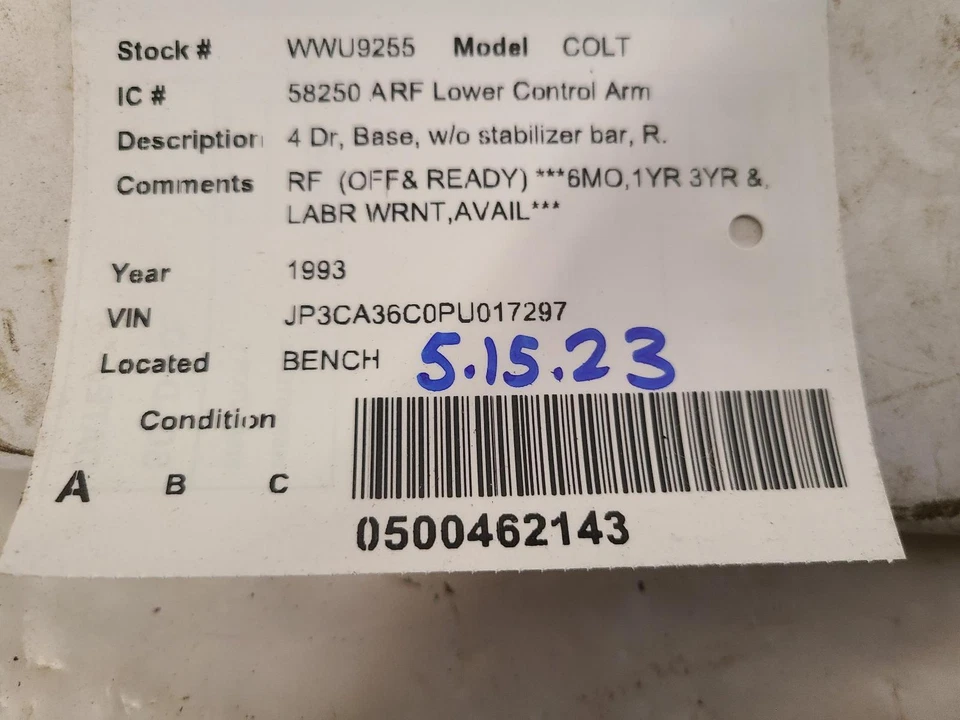 Stock # WWU9255 Model COLT
IC # 58250 ARF Lower Control Arm
Description 4 Dr, Base, w/o stabilizer bar, R.
Comments RF (OFF& READY) ***6MO,1YR 3YR &
LABR WRNT,AVAIL***
Year 1993
VIN JP3CA36C0PU017297
Located BENCH 5.15.23
Condition
A B C
0500462143